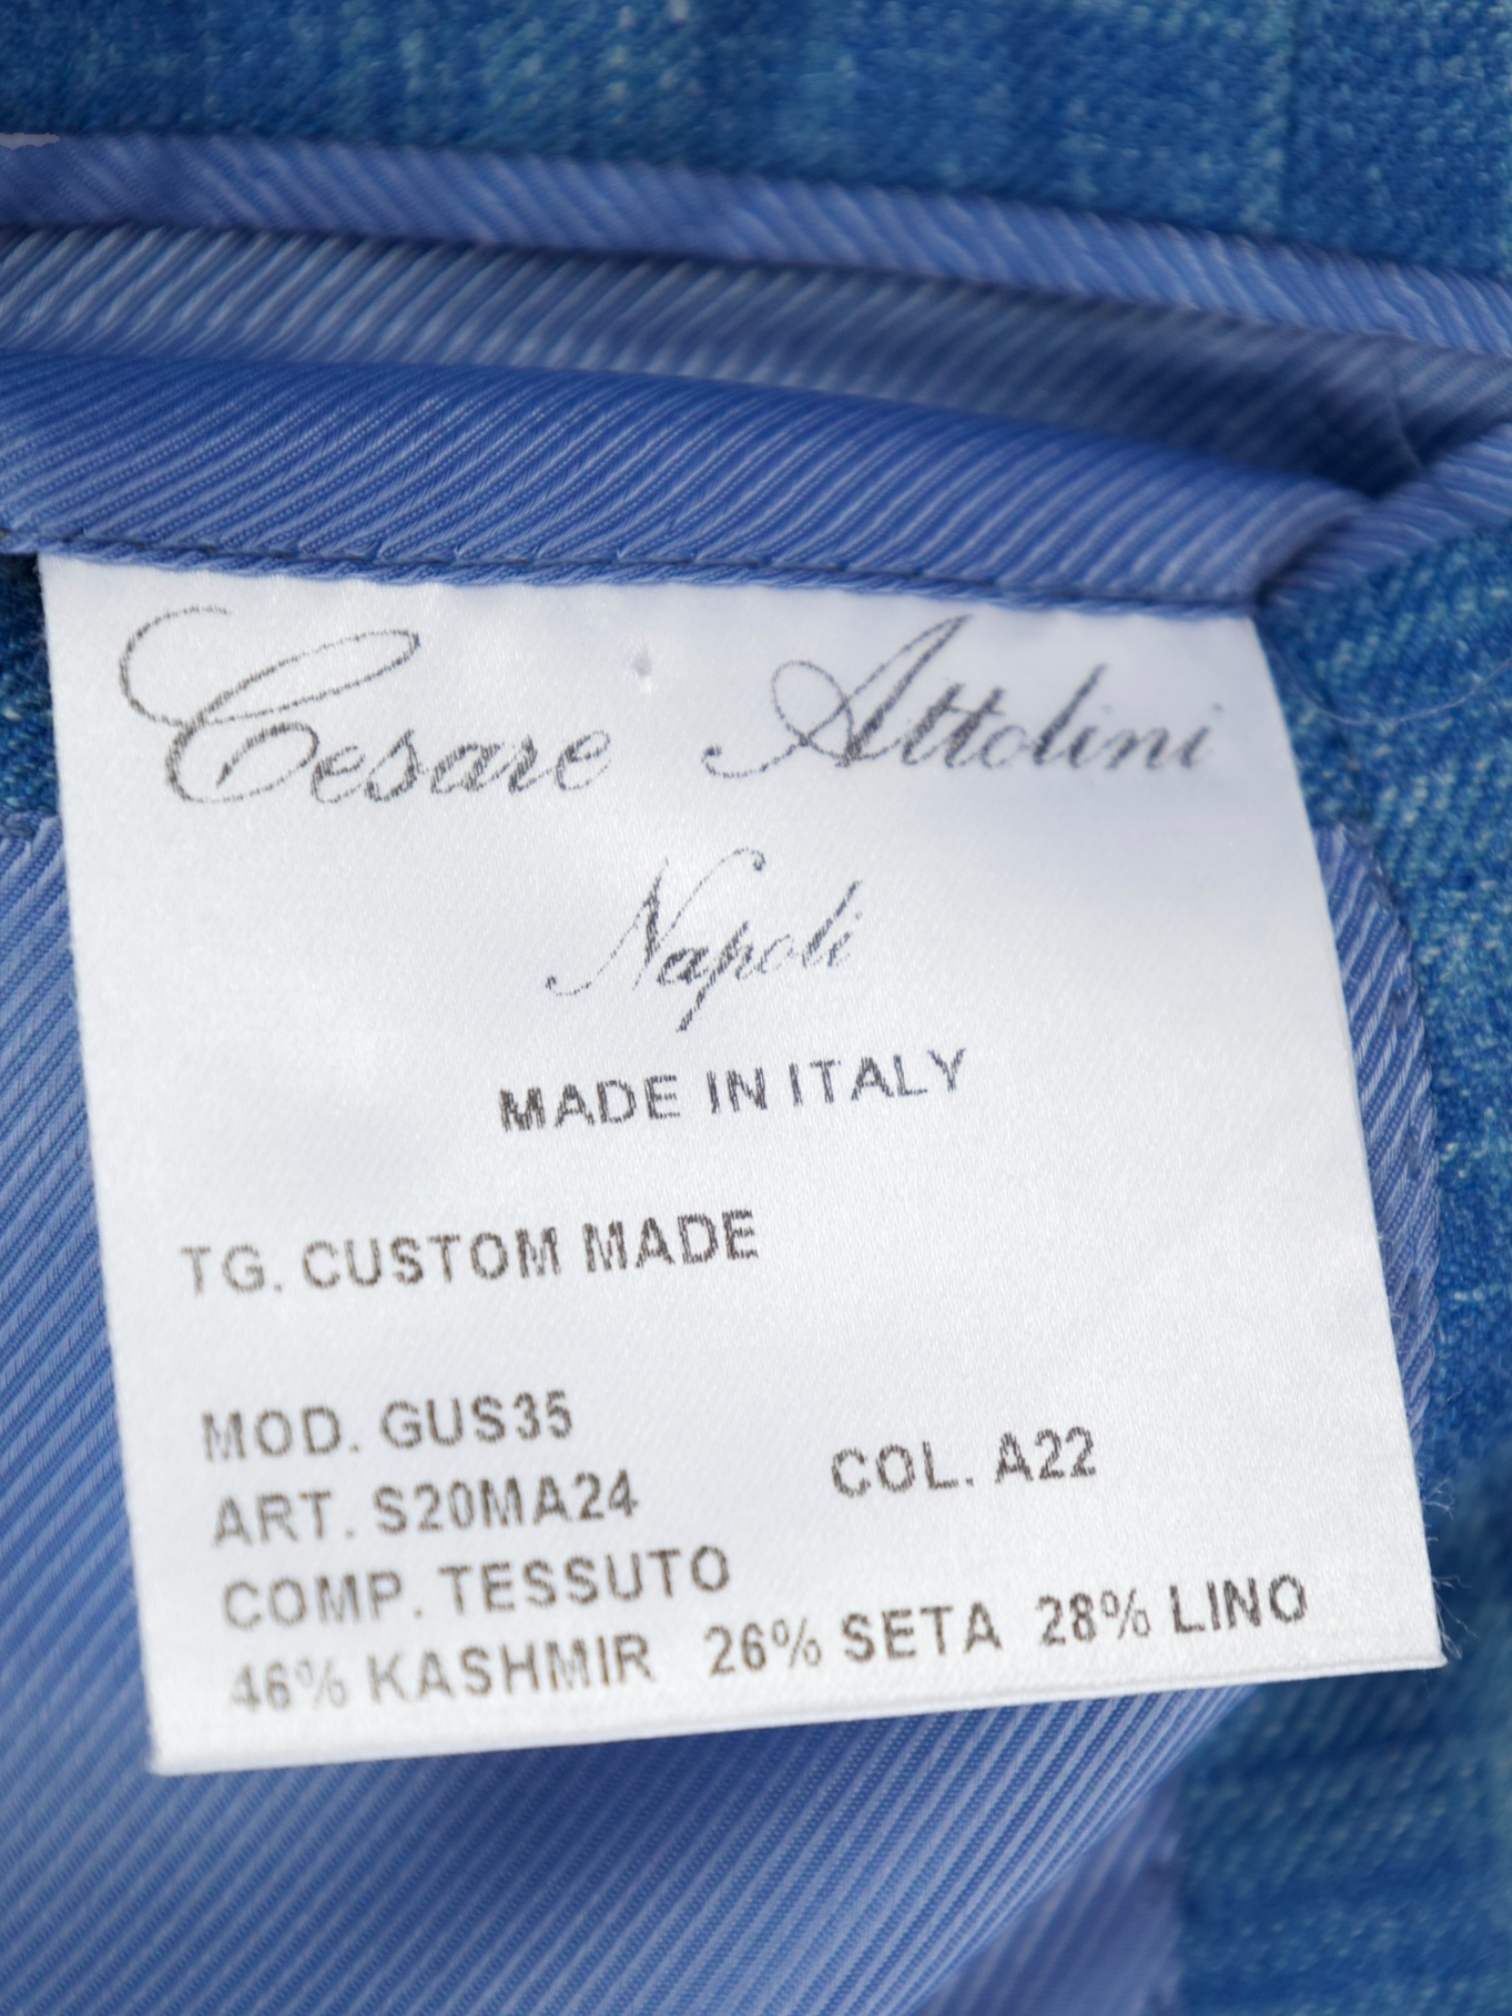 Cesare Attolini
Napoli
MADE IN ITALY
TG. CUSTOM MADE
MOD. GUS35
COL. A22
ART. S20MA24
COMP. TESSUTO
46% KASHMIR 26% SETA 28% LINO